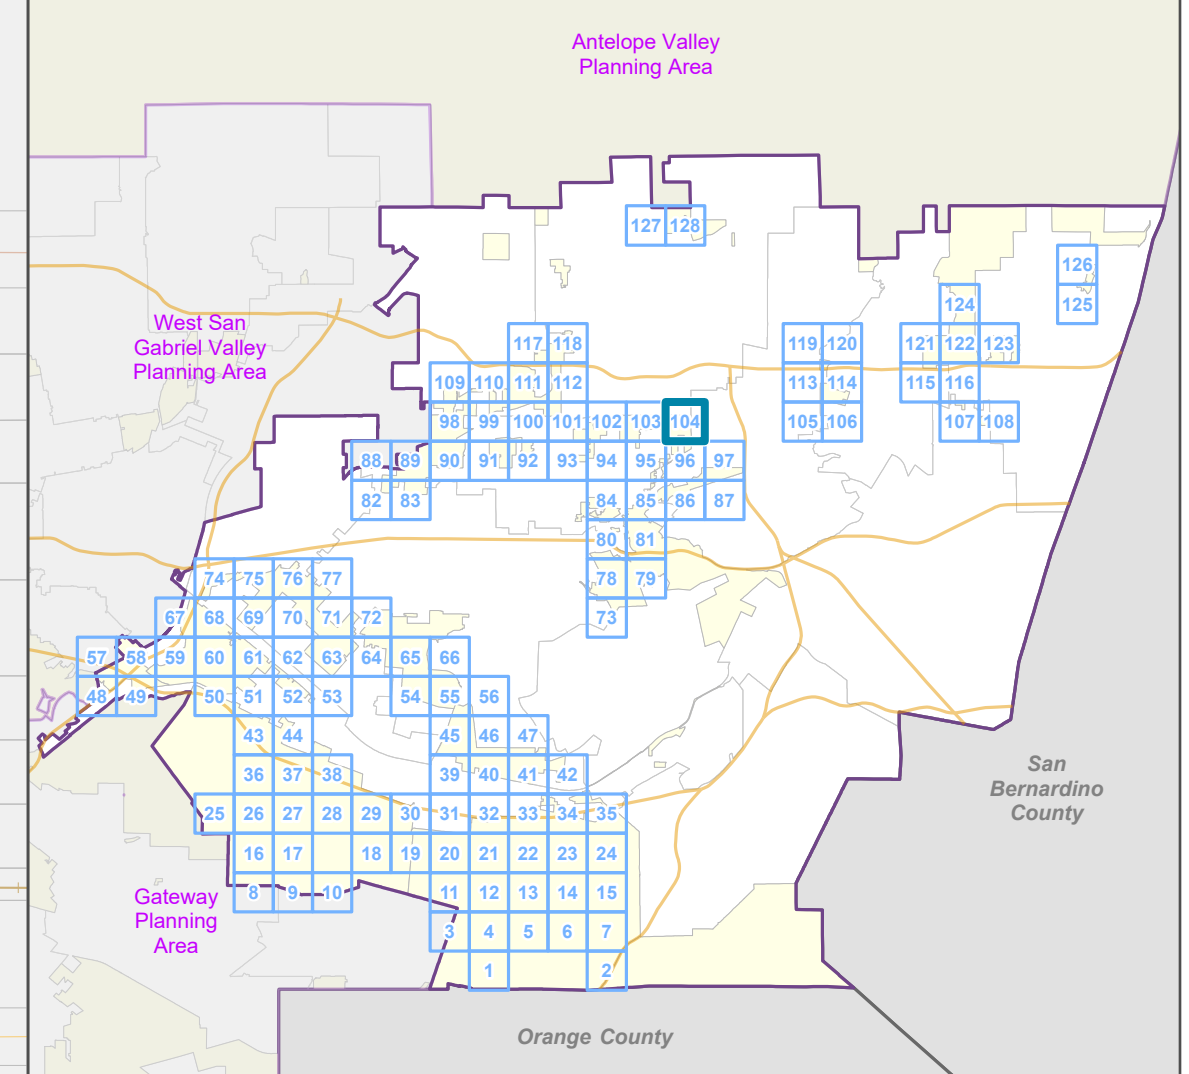 Antelope Valley
Planning Area
127 128
126
124 125
West San
Gabriel Valley
Planning Area
117 118 119 120 121 122 123
109 110 111 112 113 114 115 116
98 99 100 101 102 103 104 105 106 107 108
88 89 90 91 92 93 94 95 96 97
82 83 84 85 86 87
80 81
74 75 76 77 78 79
67 68 69 70 71 72 73
57 58 59 60 61 62 63 64 65 66
48 49 50 51 52 53 54 55 56
43 44 45 46 47
36 37 38 39 40 41 42
San
Bernardino
County
25 26 27 28 29 30 31 32 33 34 35
16 17 18 19 20 21 22 23 24
Gateway
Planning
Area
8 9 10 11 12 13 14 15
3 4 5 6 7
1 2
Orange County